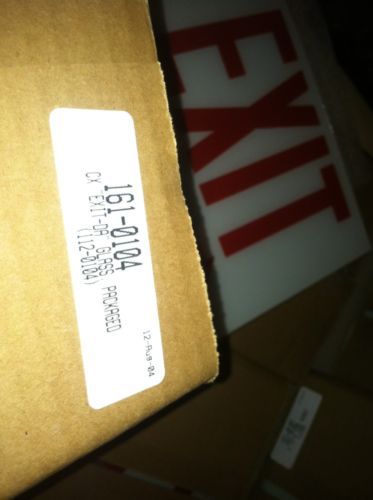 EXIT
161-0104
CX "EXIT-DA GLASS PACKAGED
(112-0104)
12-Aug-04